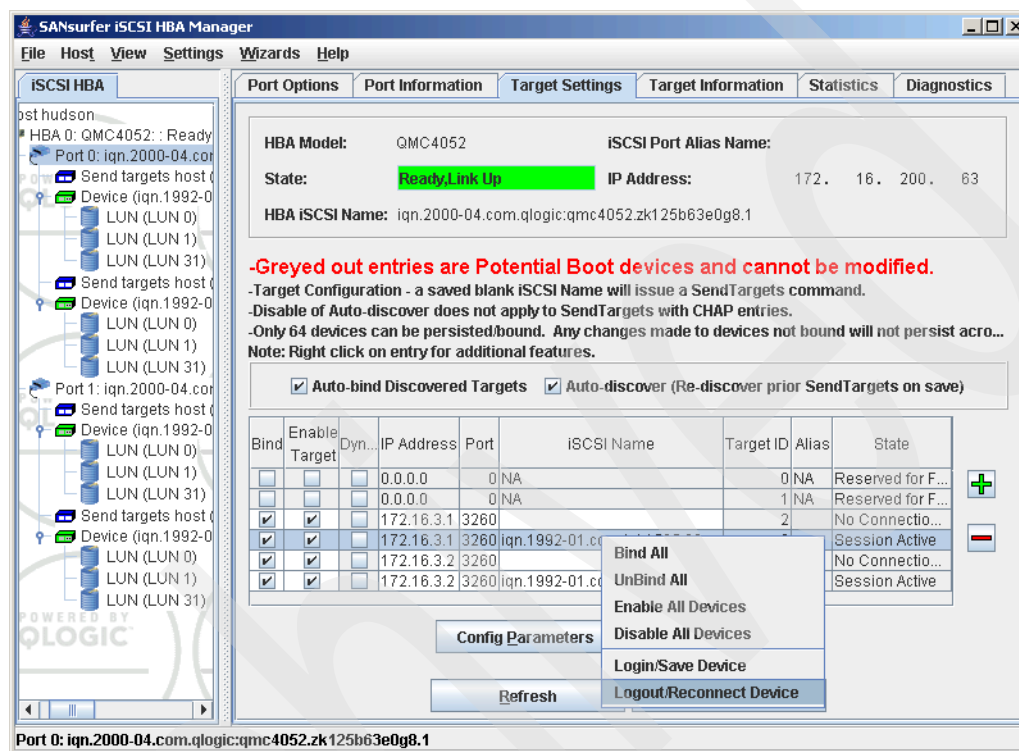 SANsurfer iSCSI HBA Manager
File Host View Settings Wizards Help
iSCSI HBA
Port Options Port Information Target Settings Target Information Statistics Diagnostics
ost hudson
HBA 0: QMC4052: : Ready
Port 0: iqn.2000-04.cor
Send targets host (
Device (iqn.1992-0
LUN (LUN 0)
LUN (LUN 1)
LUN (LUN 31)
Send targets host (
Device (iqn.1992-0
LUN (LUN 0)
LUN (LUN 1)
LUN (LUN 31)
Port 1: iqn.2000-04.cor
Send targets host (
Device (iqn.1992-0
LUN (LUN 0)
LUN (LUN 1)
LUN (LUN 31)
Send targets host (
Device (iqn.1992-0
LUN (LUN 0)
LUN (LUN 1)
LUN (LUN 31)
POWERED BY
QLOGIC
HBA Model: QMC4052 iSCSI Port Alias Name:
State: Ready,Link Up IP Address: 172. 16. 200. 63
HBA iSCSI Name: iqn.2000-04.com.qlogic:qmc4052.zk125b63e0g8.1
-Greyed out entries are Potential Boot devices and cannot be modified.
-Target Configuration - a saved blank iSCSI Name will issue a SendTargets command.
-Disable of Auto-discover does not apply to SendTargets with CHAP entries.
-Only 64 devices can be persisted/bound. Any changes made to devices not bound will not persist acro...
Note: Right click on entry for additional features.
Auto-bind Discovered Targets Auto-discover (Re-discover prior SendTargets on save)
Bind Enable Target Dyn... IP Address Port iSCSI Name Target ID Alias State
0.0.0.0 0 NA 0 NA Reserved for F...
0.0.0.0 0 NA 1 NA Reserved for F...
172.16.3.1 3260 2 No Connectio...
172.16.3.1 3260 iqn.1992-01.co Session Active
172.16.3.2 3260 No Connectio...
172.16.3.2 3260 iqn.1992-01.co Session Active
Bind All
UnBind All
Enable All Devices
Disable All Devices
Login/Save Device
Logout/Reconnect Device
Config Parameters
Refresh
Port 0: iqn.2000-04.com.qlogic:qmc4052.zk125b63e0g8.1